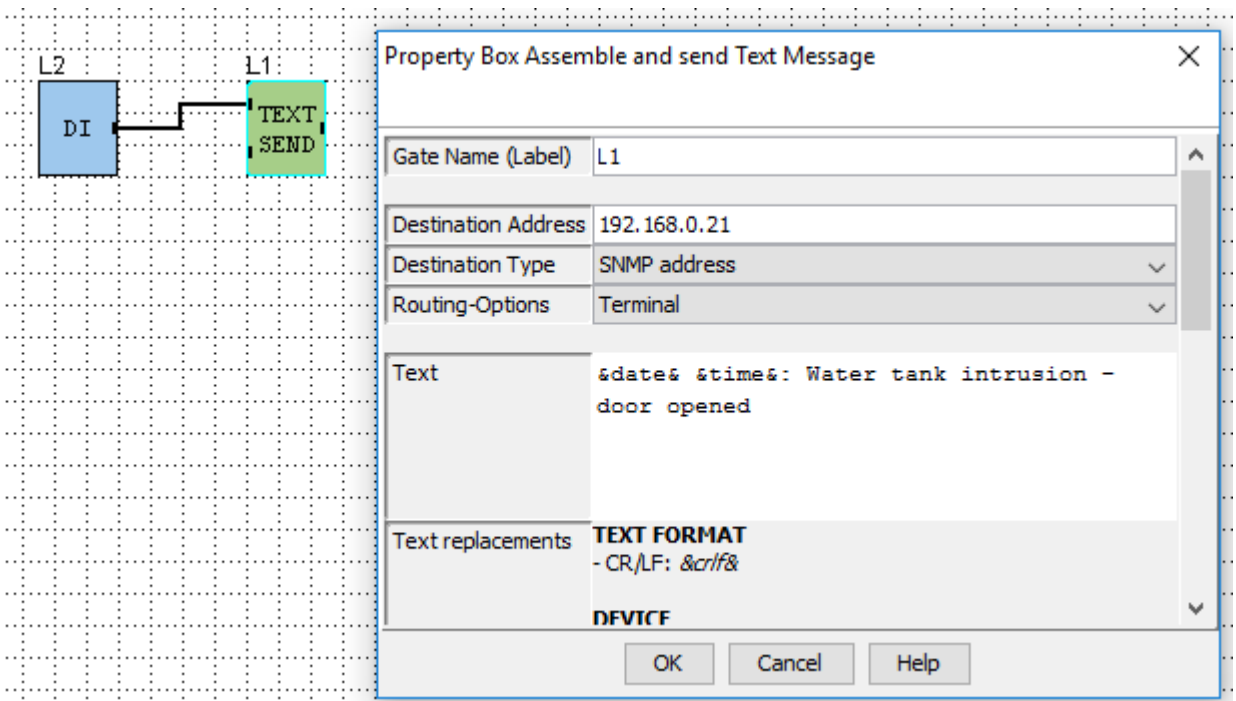 L2
L1
DI
TEXT
SEND
Property Box Assemble and send Text Message
Gate Name (Label) L1
Destination Address 192.168.0.21
Destination Type SNMP address
Routing-Options Terminal
Text &date& &time&: Water tank intrusion -
door opened
Text replacements TEXT FORMAT
- CR/LF: &crlf&
DEVICE
OK Cancel Help